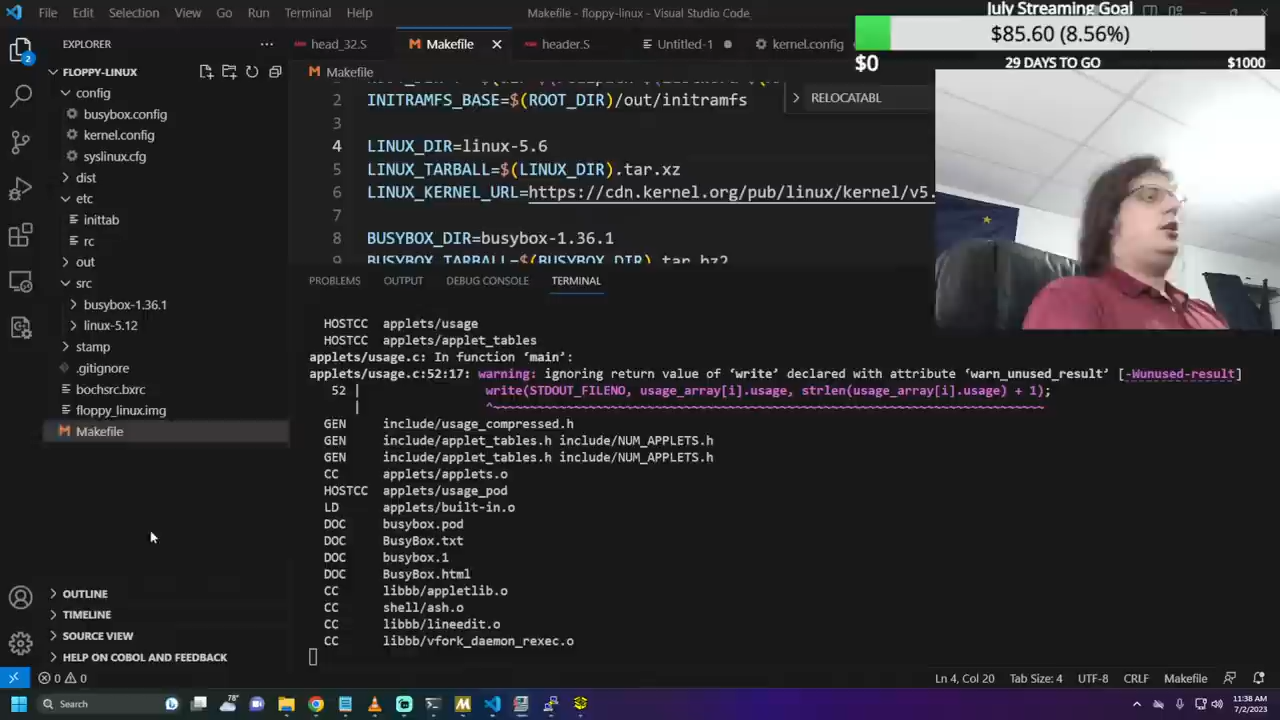 File Edit Selection View Go Run Terminal Help
Makefile - floppy-linux - Visual Studio Code
July Streaming Goal
$85.60 (8.56%)
$0 29 DAYS TO GO $1000
EXPLORER
head_32.S Makefile header.S Untitled-1 kernel.config
FLOPPY-LINUX
Makefile
config
busybox.config
kernel.config
syslinux.cfg
dist
etc
inittab
rc
out
src
busybox-1.36.1
linux-5.12
stamp
.gitignore
bochsrc.bxrc
floppy_linux.img
Makefile
OUTLINE
TIMELINE
SOURCE VIEW
HELP ON COBOL AND FEEDBACK
2 INITRAMFS_BASE=$(ROOT_DIR)/out/initramfs
RELOCATABL
3
4 LINUX_DIR=linux-5.6
5 LINUX_TARBALL=$(LINUX_DIR).tar.xz
6 LINUX_KERNEL_URL=https://cdn.kernel.org/pub/linux/kernel/v5.
7
8 BUSYBOX_DIR=busybox-1.36.1
9 BUSYBOX_TARBALL=$(BUSYBOX_DIR).tar.bz2
PROBLEMS OUTPUT DEBUG CONSOLE TERMINAL
HOSTCC applets/usage
HOSTCC applets/applet_tables
applets/usage.c: In function ‘main’:
applets/usage.c:52:17: warning: ignoring return value of ‘write’ declared with attribute ‘warn_unused_result’ [-Wunused-result]
52 | write(STDOUT_FILENO, usage_array[i].usage, strlen(usage_array[i].usage) + 1);
| ^~~~~~~~~~~~~~~~~~~~~~~~~~~~~~~~~~~~~~~~~~~~~~~~~~~~~~~~~~~~~~~~~~~~~~~~~~~~
GEN include/usage_compressed.h
GEN include/applet_tables.h include/NUM_APPLETS.h
GEN include/applet_tables.h include/NUM_APPLETS.h
CC applets/applets.o
HOSTCC applets/usage_pod
LD applets/built-in.o
DOC busybox.pod
DOC BusyBox.txt
DOC busybox.1
DOC BusyBox.html
CC libbb/appletlib.o
CC shell/ash.o
CC libbb/lineedit.o
CC libbb/vfork_daemon_rexec.o
0 0 Ln 4, Col 20 Tab Size: 4 UTF-8 CRLF Makefile
Search 78° 11:38 AM
7/2/2023